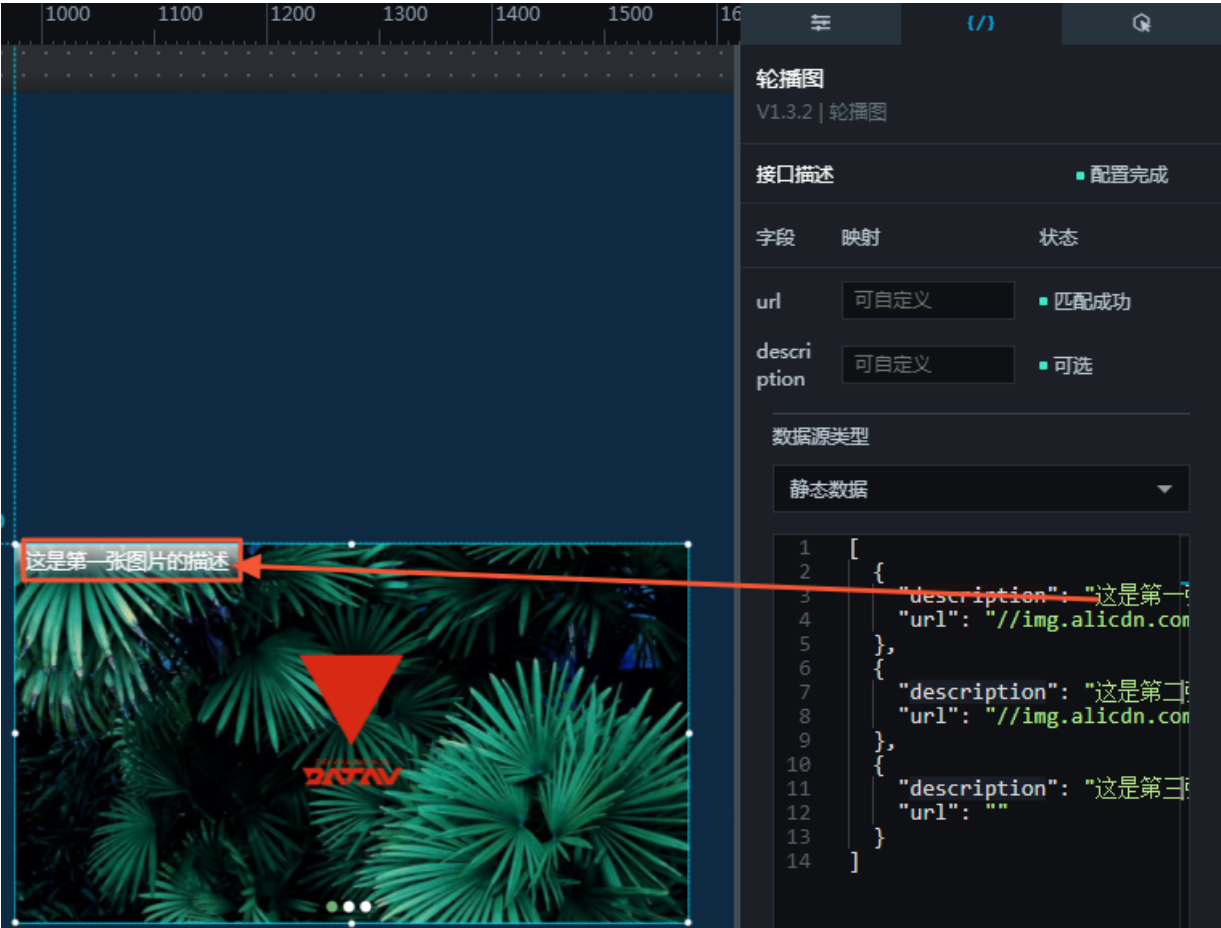 1000 1100 1200 1300 1400 1500 16
轮播图
V1.3.2 | 轮播图
接口描述 配置完成
字段 映射 状态
url 可自定义 匹配成功
descri
ption 可自定义 可选
数据源类型
静态数据
这是第一张图片的描述
DATAV
1 [
2 {
3 "description": "这是第一
4 "url": "//img.alicdn.com
5 },
6 {
7 "description": "这是第二
8 "url": "//img.alicdn.com
9 },
10 {
11 "description": "这是第三
12 "url": ""
13 }
14 ]